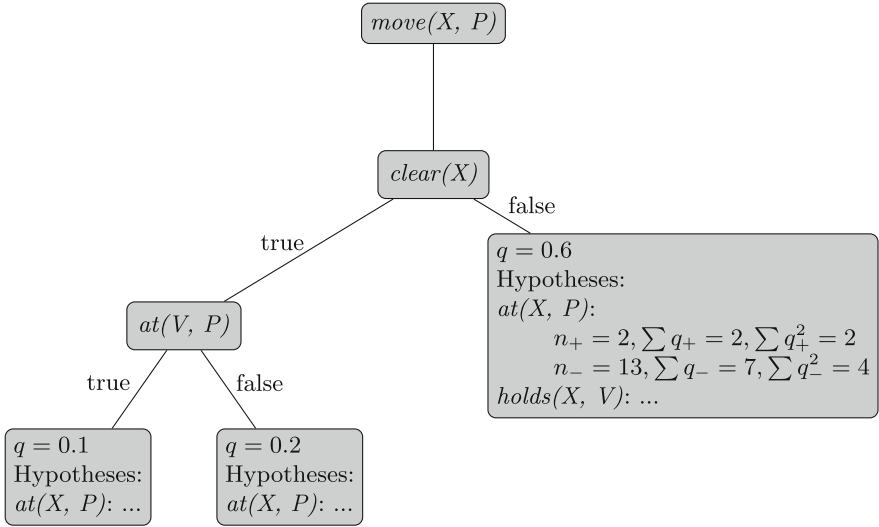 move(X, P)
clear(X)
true
false
at(V, P)
q = 0.6
Hypotheses:
at(X, P):
n₊ = 2, ∑ q₊ = 2, ∑ q₊² = 2
n₋ = 13, ∑ q₋ = 7, ∑ q₋² = 4
holds(X, V): ...
true
false
q = 0.1
Hypotheses:
at(X, P): ...
q = 0.2
Hypotheses:
at(X, P): ...